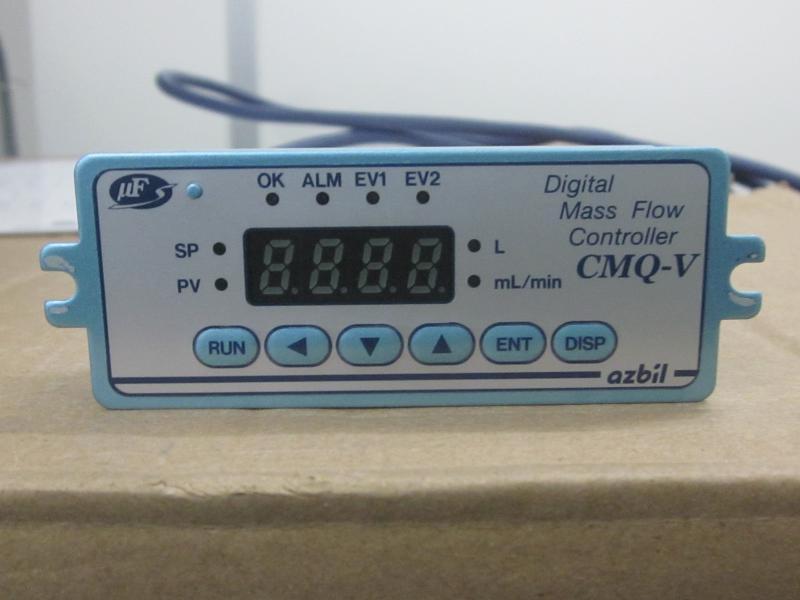 μF
OK ALM EV1 EV2
Digital
Mass Flow
Controller
CMQ-V
SP
PV
8.8.8.8.
L
mL/min
RUN ◀ ▼ ▲ ENT DISP
azbil